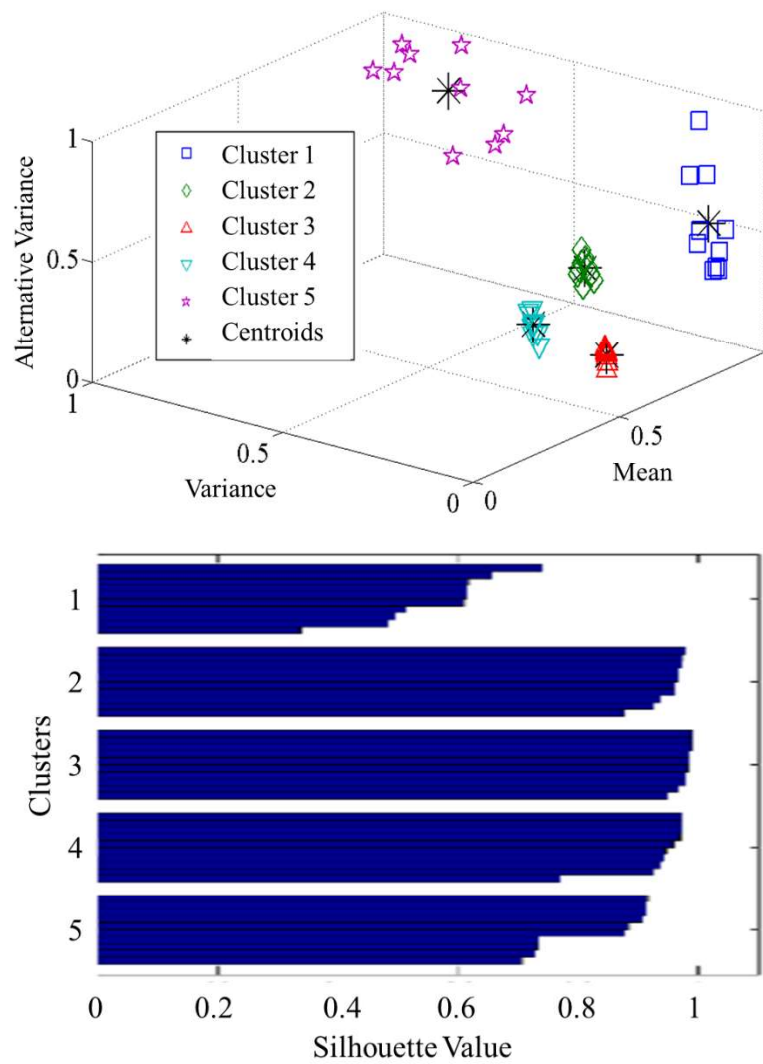 1
Alternative Variance
0.5
0
1
Cluster 1
Cluster 2
Cluster 3
Cluster 4
Cluster 5
Centroids
0.5
Variance
0
0
0.5
Mean
1
2
3
4
5
Clusters
0 0.2 0.4 0.6 0.8 1
Silhouette Value